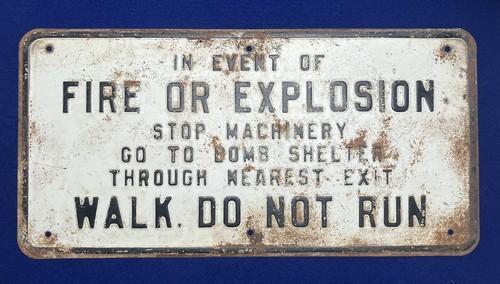 IN EVENT OF
FIRE OR EXPLOSION
STOP MACHINERY
GO TO BOMB SHELTER
THROUGH NEAREST EXIT
WALK. DO NOT RUN